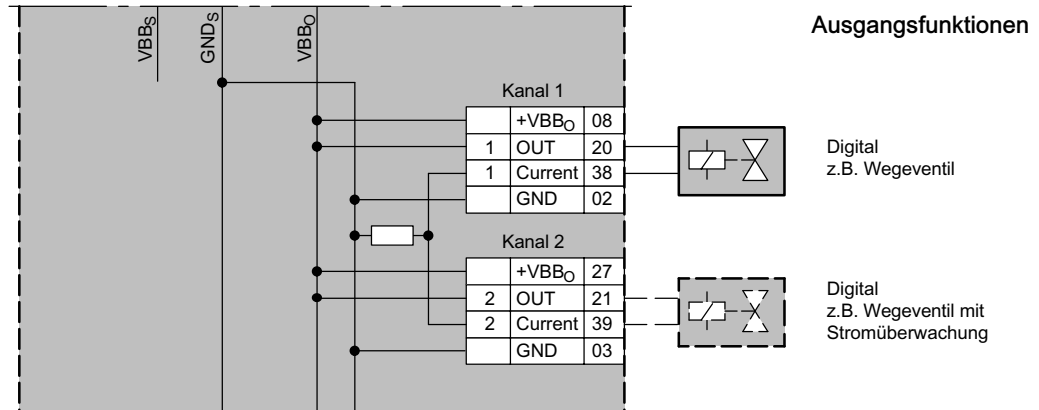 Ausgangsfunktionen
VBBS
GNDS
VBBO
Kanal 1
+VBBO 08
1 OUT 20
1 Current 38
GND 02
Digital
z.B. Wegeventil
Kanal 2
+VBBO 27
2 OUT 21
2 Current 39
GND 03
Digital
z.B. Wegeventil mit
Stromüberwachung